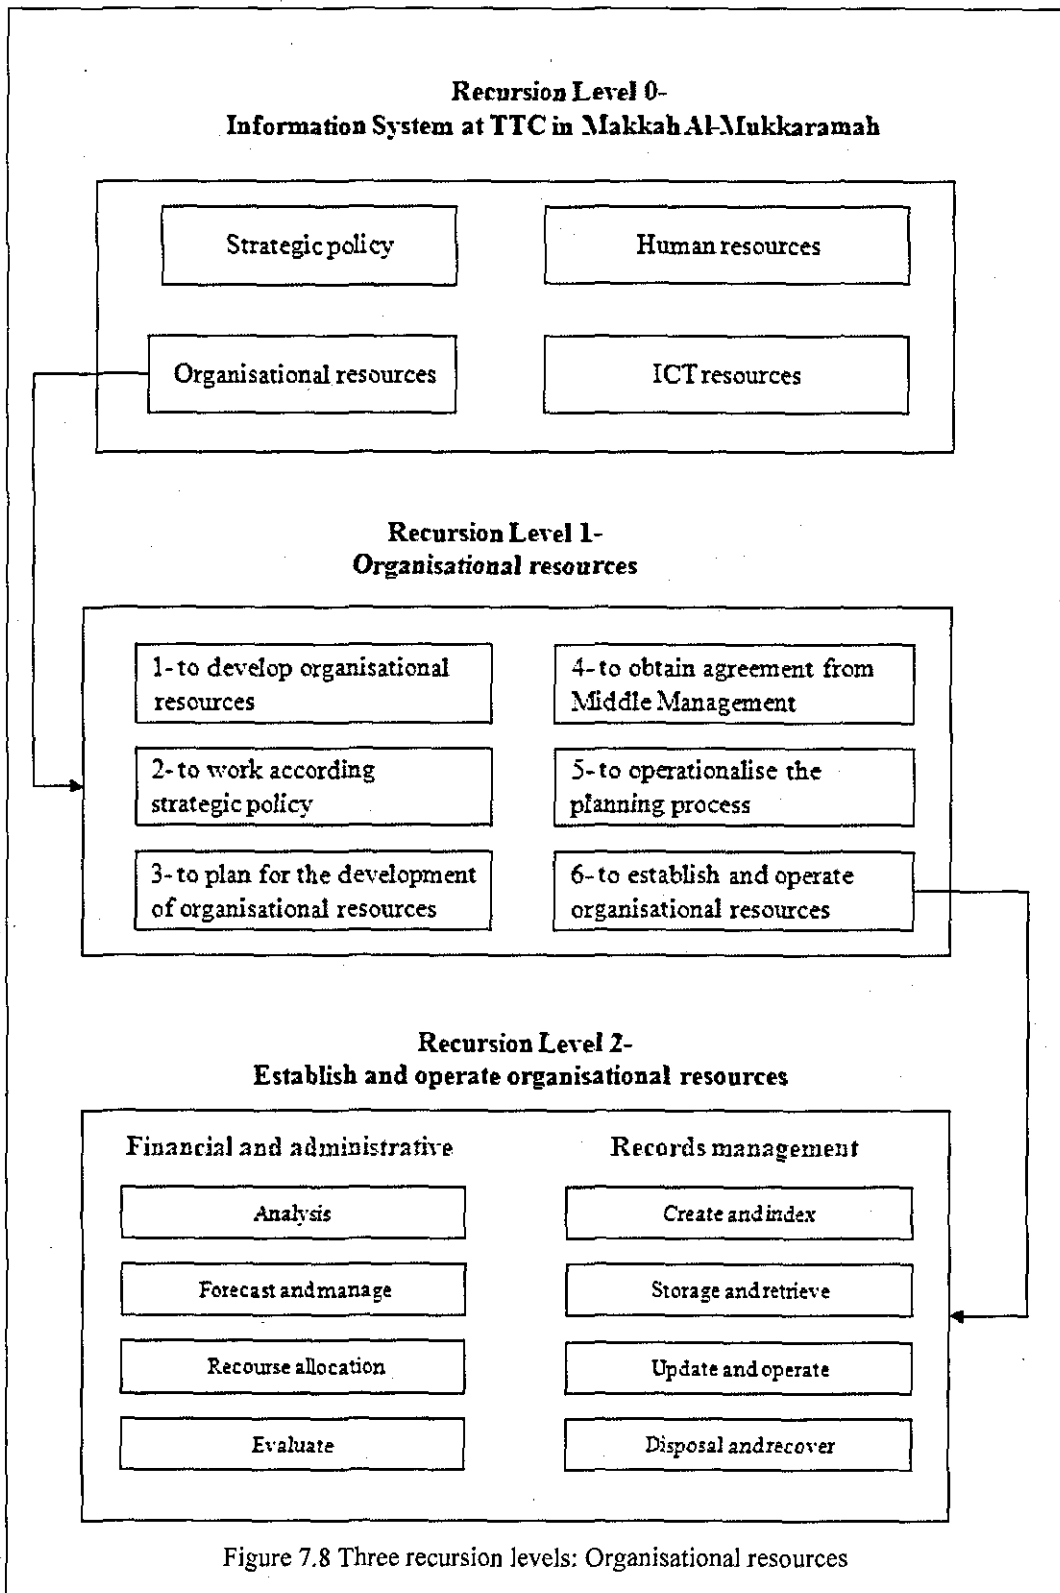 Recursion Level 0-
Information System at TTC in Makkah Al-Mukkaramah
Strategic policy
Human resources
Organisational resources
ICT resources
Recursion Level 1-
Organisational resources
1- to develop organisational
resources
2- to work according
strategic policy
3- to plan for the development
of organisational resources
4- to obtain agreement from
Middle Management
5- to operationalise the
planning process
6- to establish and operate
organisational resources
Recursion Level 2-
Establish and operate organisational resources
Financial and administrative
Analysis
Forecast and manage
Recourse allocation
Evaluate
Records management
Create and index
Storage and retrieve
Update and operate
Disposal and recover
Figure 7.8 Three recursion levels: Organisational resources